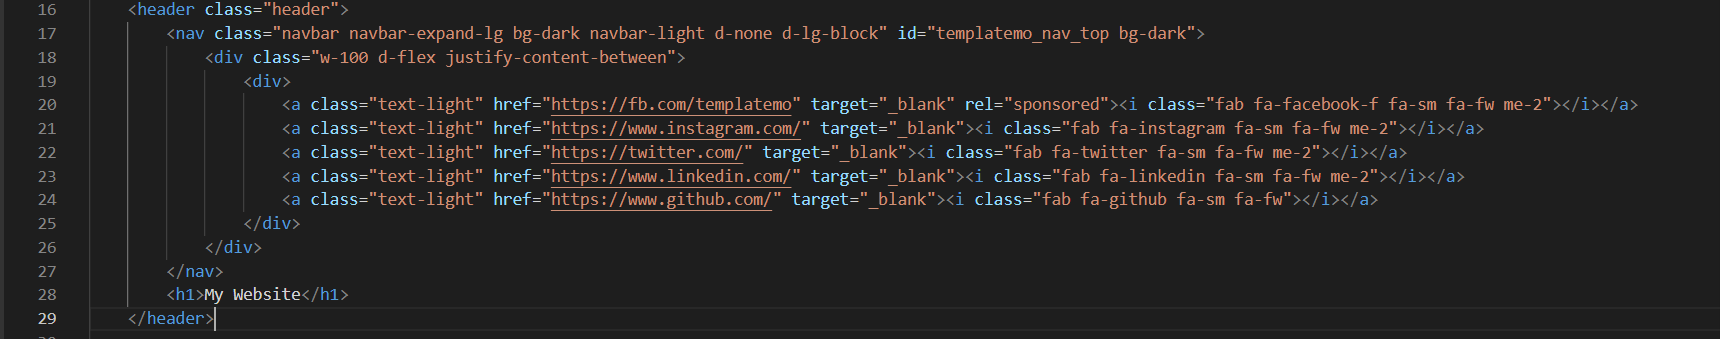 16 <header class="header">
17 <nav class="navbar navbar-expand-lg bg-dark navbar-light d-none d-lg-block" id="templatemo_nav_top bg-dark">
18 <div class="w-100 d-flex justify-content-between">
19 <div>
20 <a class="text-light" href="https://fb.com/templatemo" target="_blank" rel="sponsored"><i class="fab fa-facebook-f fa-sm fa-fw me-2"></i></a>
21 <a class="text-light" href="https://www.instagram.com/" target="_blank"><i class="fab fa-instagram fa-sm fa-fw me-2"></i></a>
22 <a class="text-light" href="https://twitter.com/" target="_blank"><i class="fab fa-twitter fa-sm fa-fw me-2"></i></a>
23 <a class="text-light" href="https://www.linkedin.com/" target="_blank"><i class="fab fa-linkedin fa-sm fa-fw me-2"></i></a>
24 <a class="text-light" href="https://www.github.com/" target="_blank"><i class="fab fa-github fa-sm fa-fw"></i></a>
25 </div>
26 </div>
27 </nav>
28 <h1>My Website</h1>
29 </header>